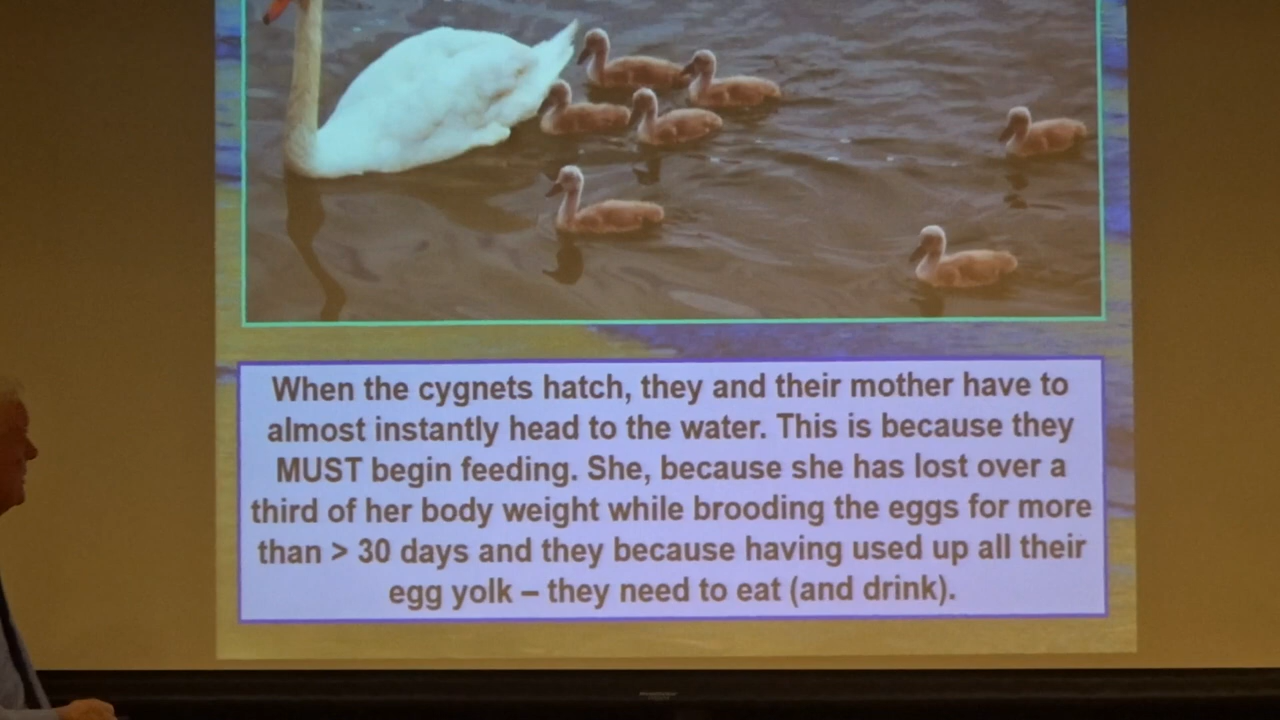 When the cygnets hatch, they and their mother have to
almost instantly head to the water. This is because they
MUST begin feeding. She, because she has lost over a
third of her body weight while brooding the eggs for more
than > 30 days and they because having used up all their
egg yolk – they need to eat (and drink).